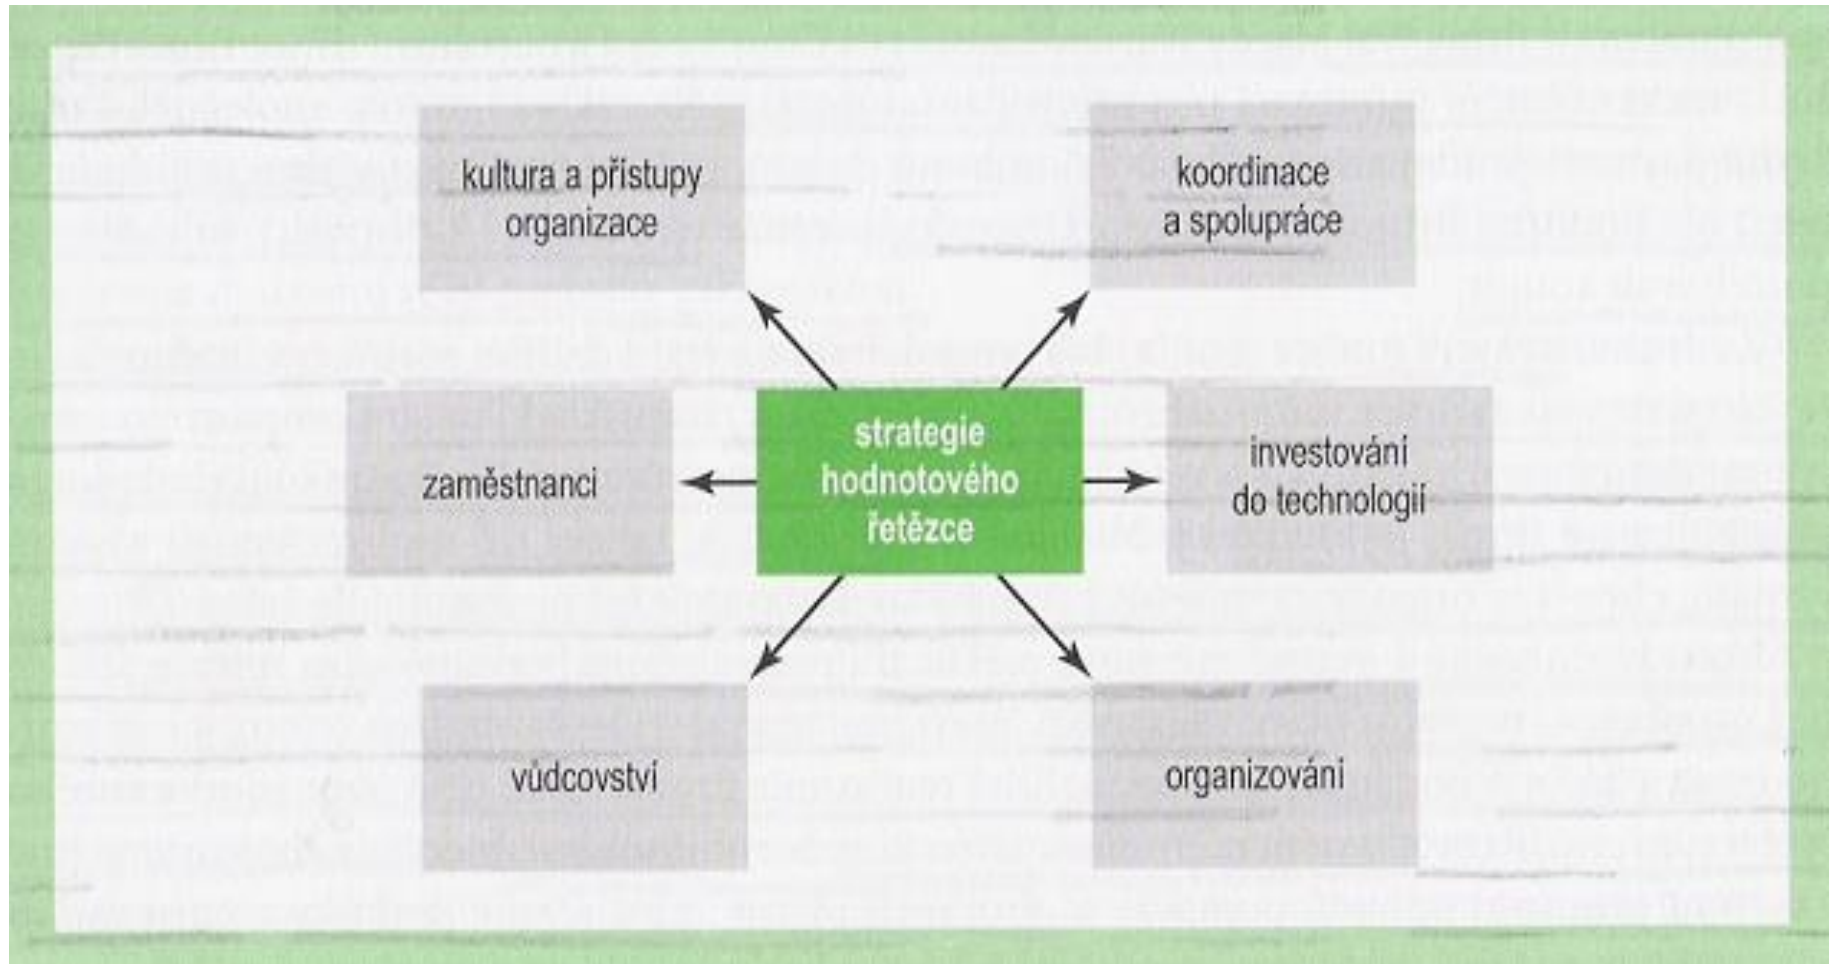 kultura a přístupy
organizace
koordinace
a spolupráce
zaměstnanci
strategie
hodnotového
řetězce
investování
do technologií
vůdcovství
organizování